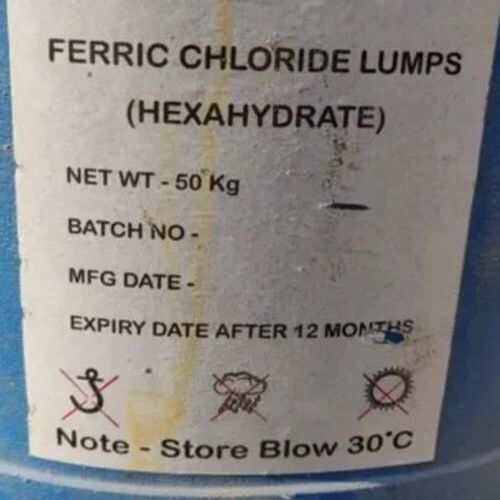 FERRIC CHLORIDE LUMPS
(HEXAHYDRATE)
NET WT - 50 Kg
BATCH NO -
MFG DATE -
EXPIRY DATE AFTER 12 MONTHS
Note - Store Blow 30°C